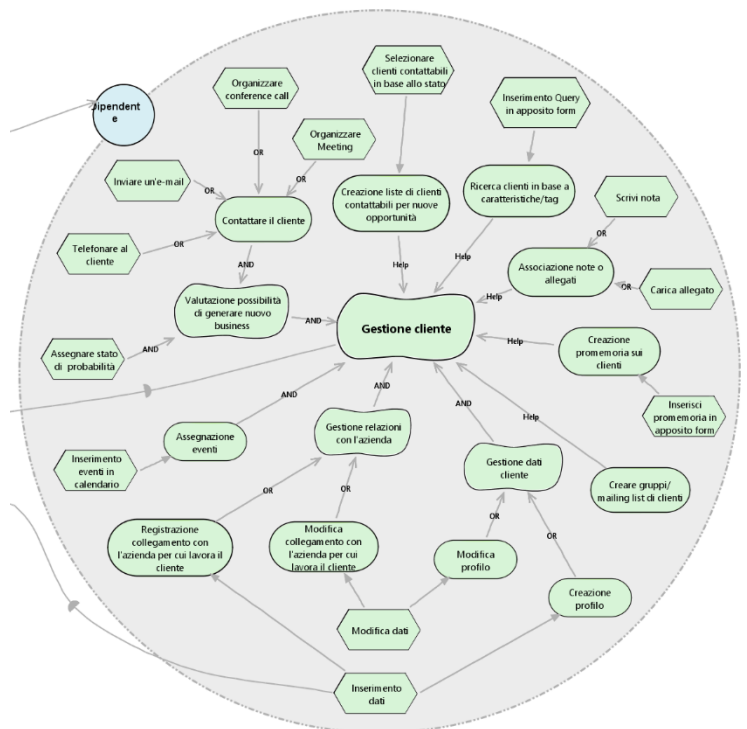 Dipendent
e
Organizzare
conference call
Selezionare
clienti contattabili
in base allo stato
Inserimento Query
in apposito form
Organizzare
Meeting
OR
OR
Inviare un'e-mail
OR
Contattare il cliente
Creazione liste di clienti
contattabili per nuove
opportunità
Ricerca clienti in base a
caratteristiche/tag
Scrivi nota
OR
Telefonare al
cliente
OR
AND
Help
Help
Associazione note o
allegati
OR
Carica allegato
Valutazione possibilità
di generare nuovo
business
AND
Help
Gestione cliente
Assegnare stato
di probabilità
AND
Help
Creazione
promemoria sui
clienti
Inserisci
promemoria in
apposito form
AND
AND
AND
Help
Assegnazione
eventi
Gestione relazioni
con l'azienda
Inserimento
eventi in
calendario
Gestione dati
cliente
Creare gruppi/
mailing list di clienti
OR
OR
OR
OR
Registrazione
collegamento con
l'azienda per cui lavora il
cliente
Modifica
collegamento con
l'azienda per cui
lavora il cliente
Modifica
profilo
Creazione
profilo
Modifica dati
Inserimento
dati